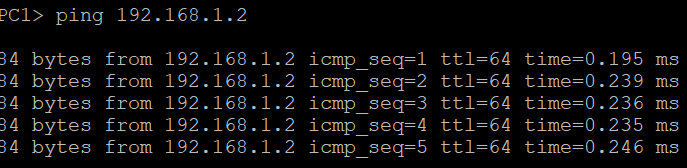 PC1> ping 192.168.1.2
84 bytes from 192.168.1.2 icmp_seq=1 ttl=64 time=0.195 ms
84 bytes from 192.168.1.2 icmp_seq=2 ttl=64 time=0.239 ms
84 bytes from 192.168.1.2 icmp_seq=3 ttl=64 time=0.236 ms
84 bytes from 192.168.1.2 icmp_seq=4 ttl=64 time=0.235 ms
84 bytes from 192.168.1.2 icmp_seq=5 ttl=64 time=0.246 ms